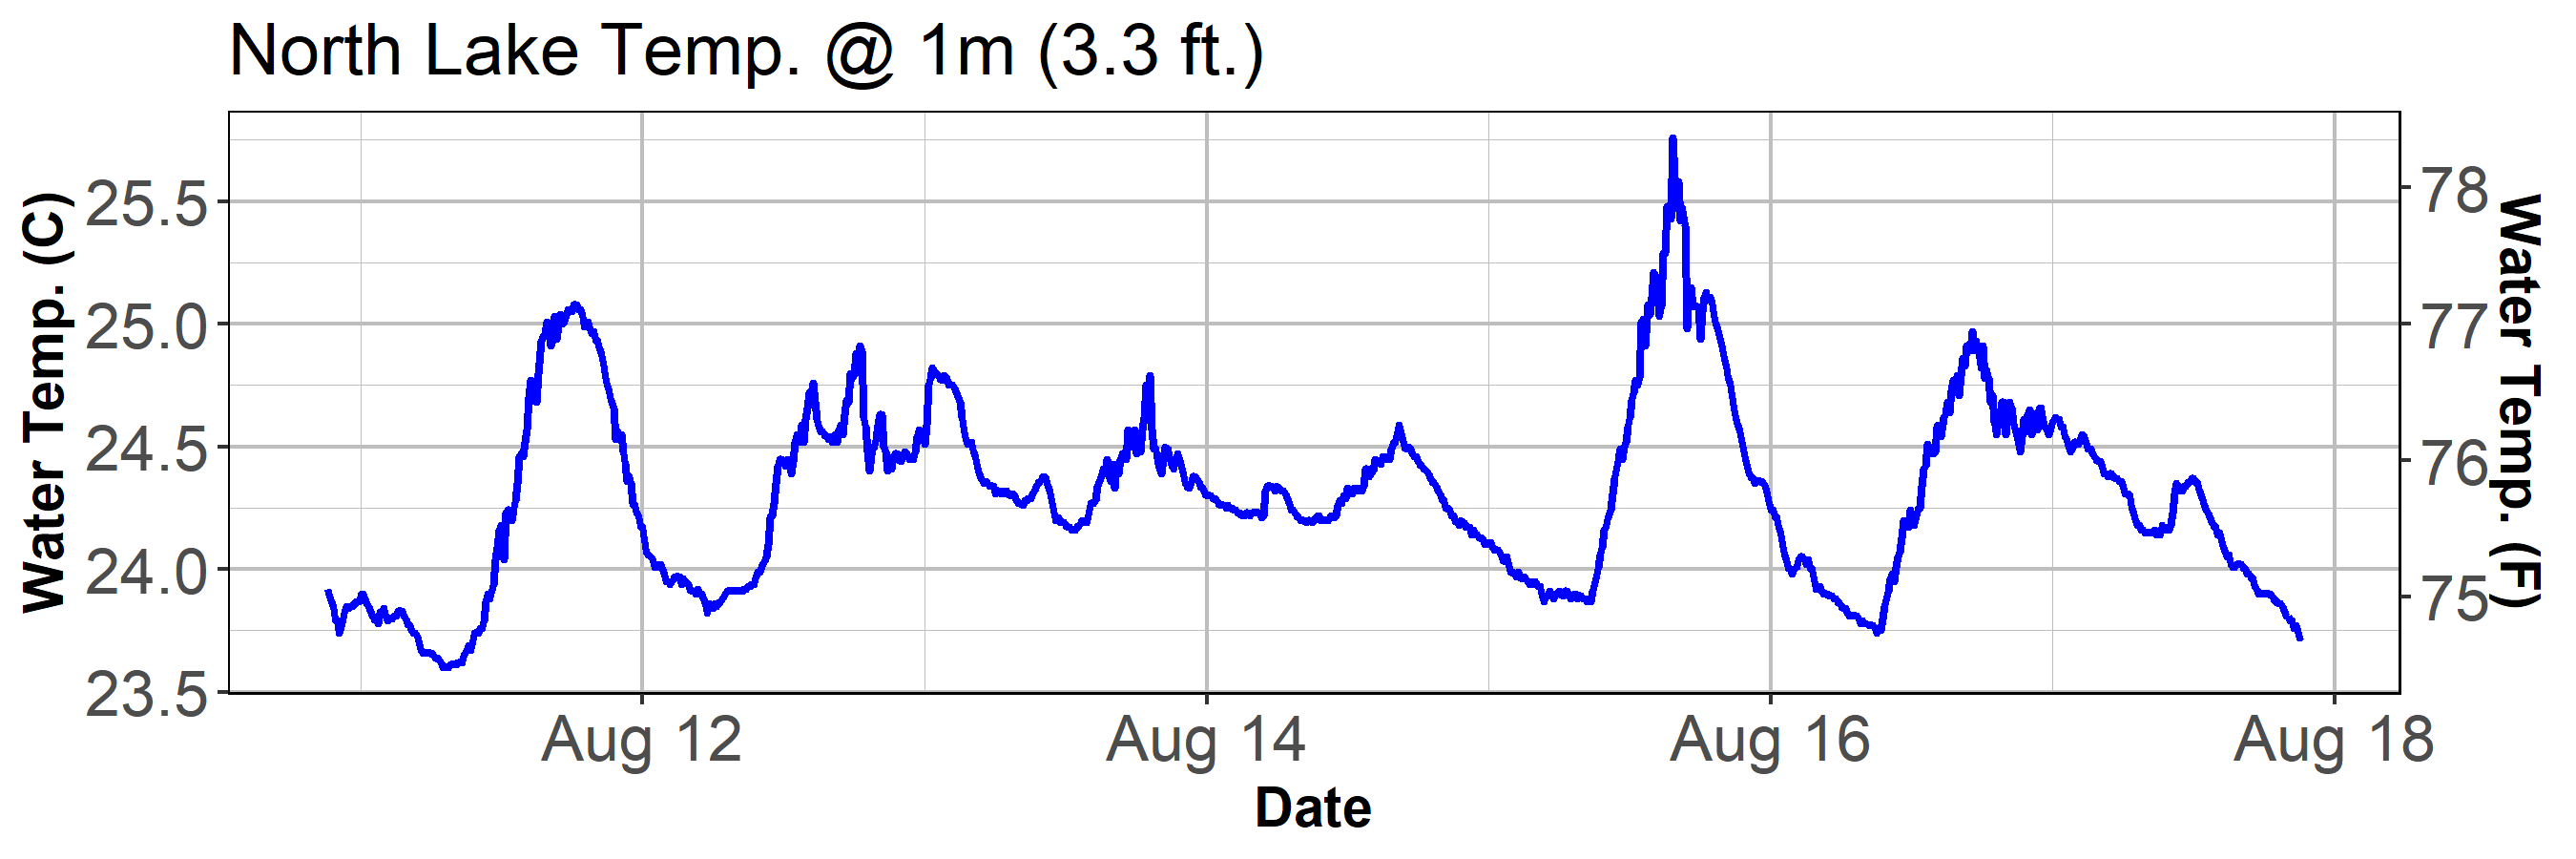 North Lake Temp. @ 1m (3.3 ft.)
Water Temp. (C)
25.5
25.0
24.5
24.0
23.5
78
77
76
75
Water Temp. (F)
Aug 12 Aug 14 Aug 16 Aug 18
Date